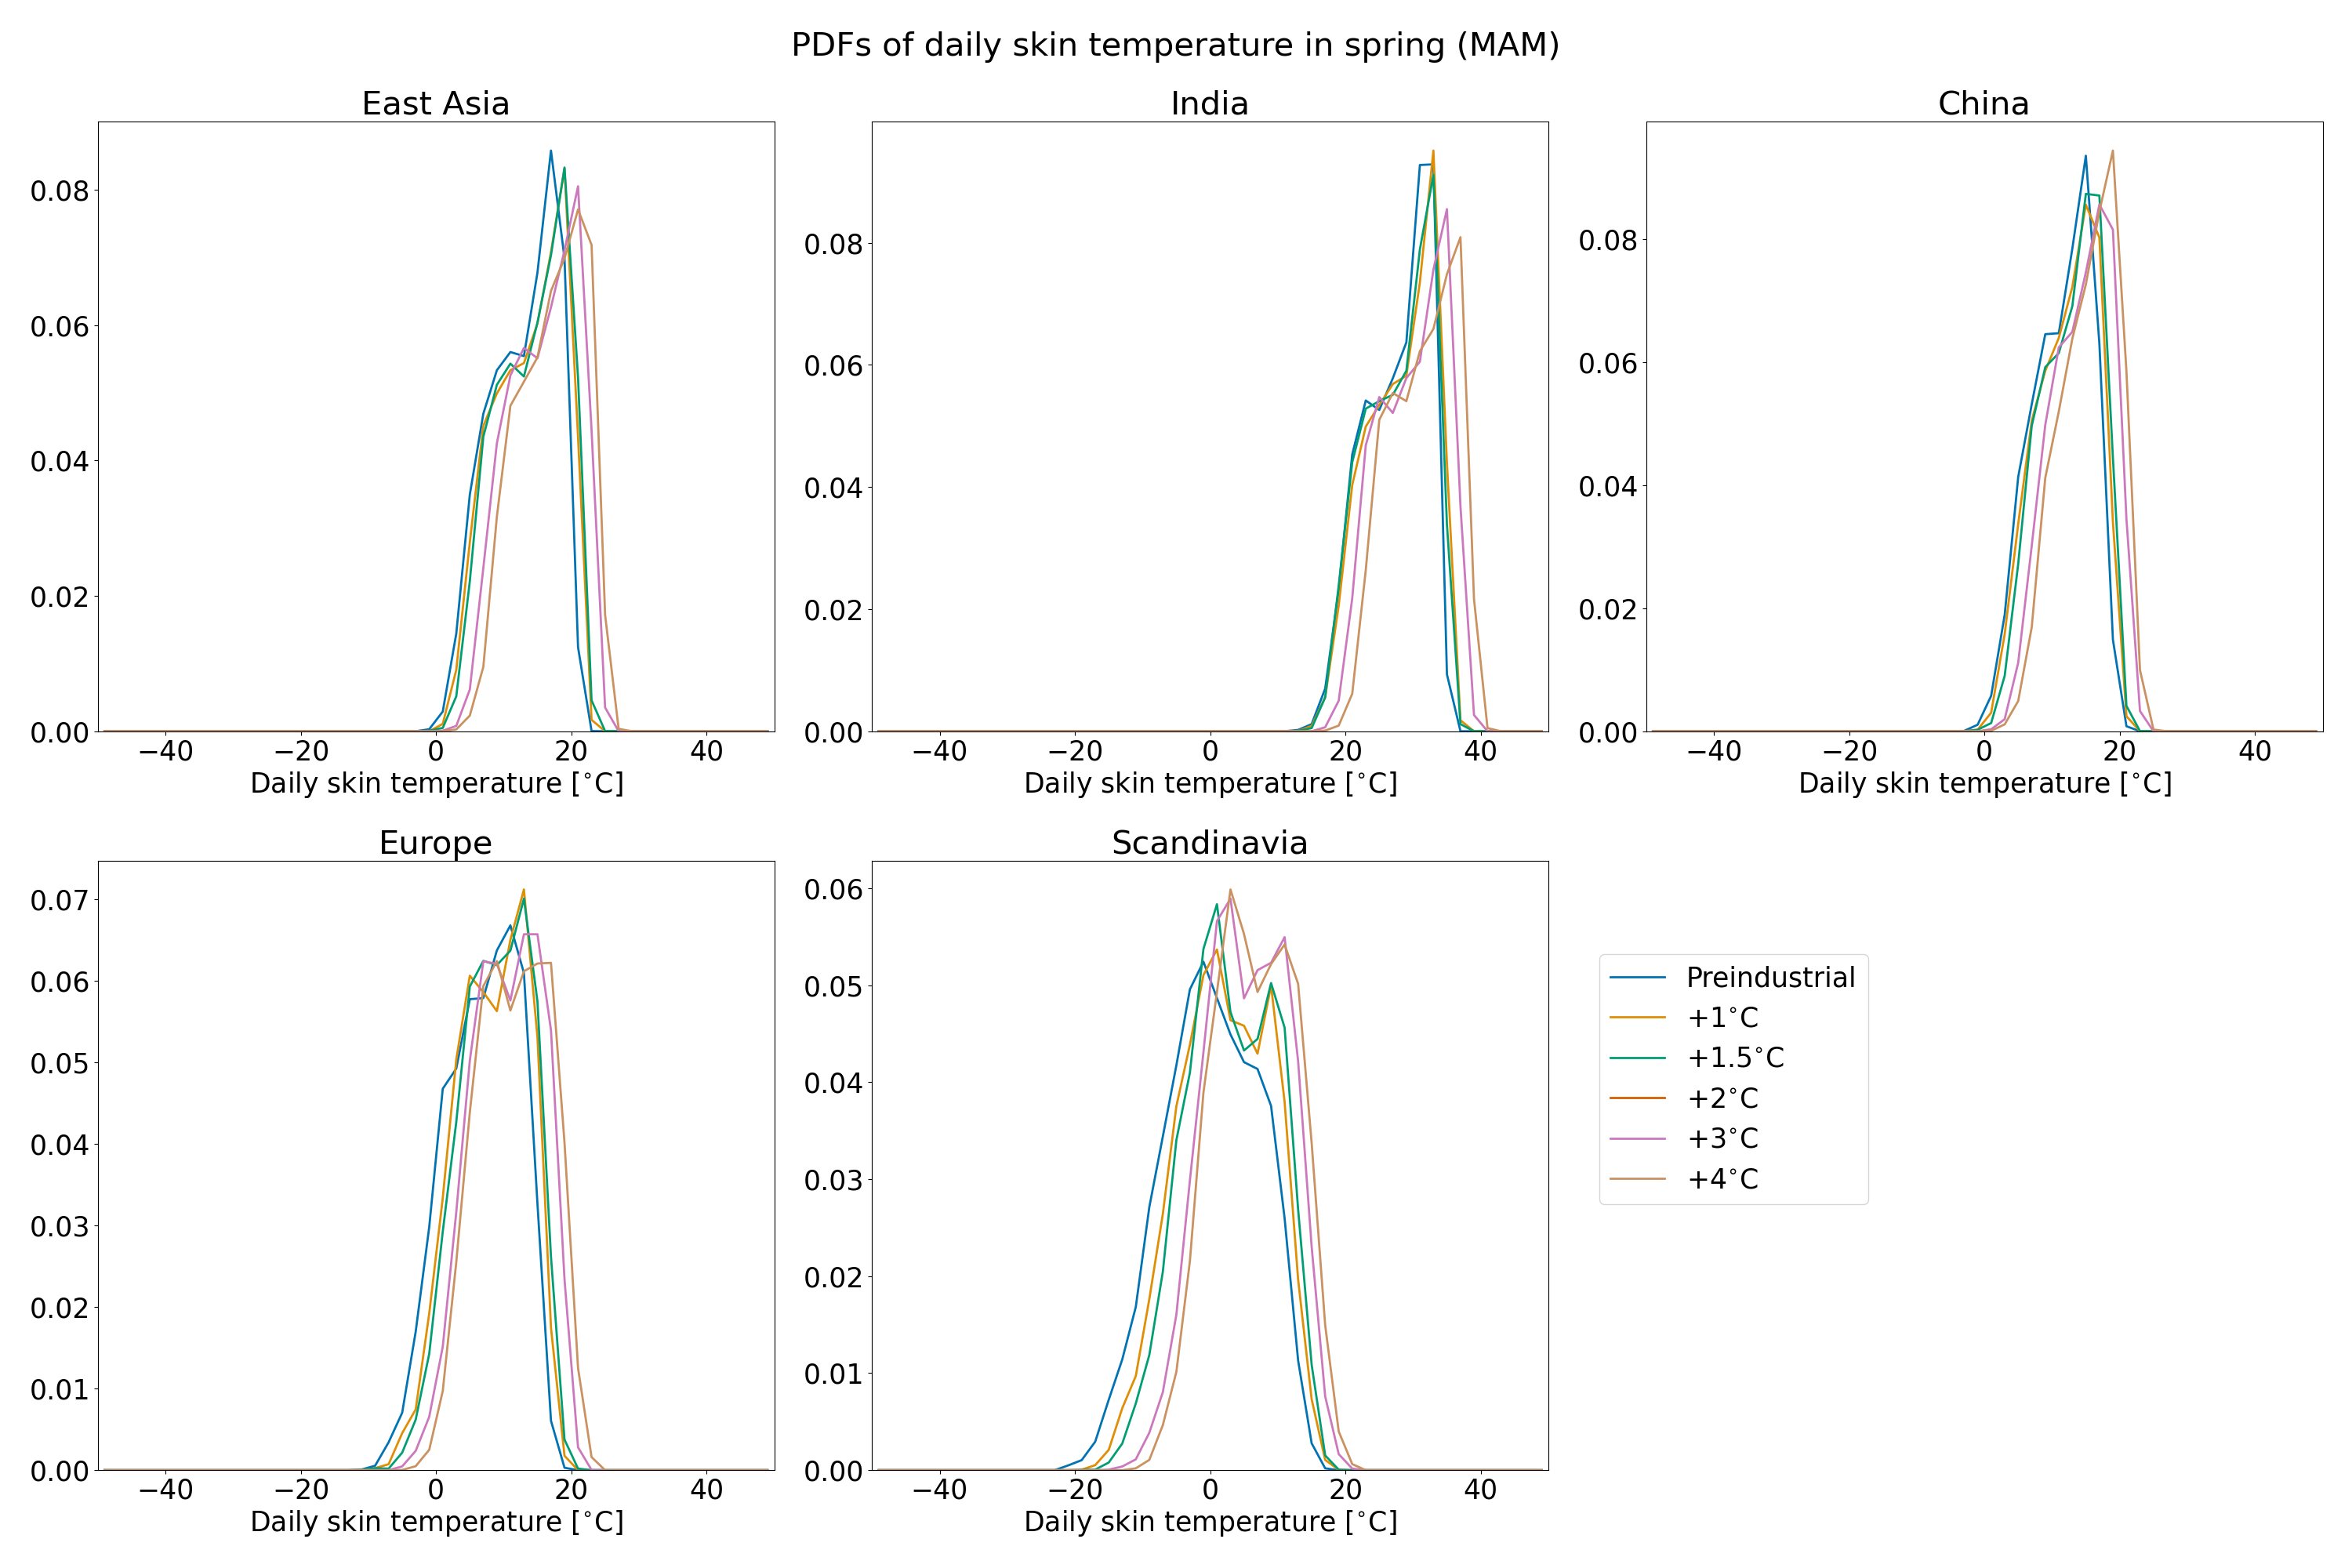 PDFs of daily skin temperature in spring (MAM)
East Asia
0.08
0.06
0.04
0.02
0.00
−40 −20 0 20 40
Daily skin temperature [°C]
India
0.08
0.06
0.04
0.02
0.00
−40 −20 0 20 40
Daily skin temperature [°C]
China
0.08
0.06
0.04
0.02
0.00
−40 −20 0 20 40
Daily skin temperature [°C]
Europe
0.07
0.06
0.05
0.04
0.03
0.02
0.01
0.00
−40 −20 0 20 40
Daily skin temperature [°C]
Scandinavia
0.06
0.05
0.04
0.03
0.02
0.01
0.00
−40 −20 0 20 40
Daily skin temperature [°C]
Preindustrial
+1°C
+1.5°C
+2°C
+3°C
+4°C